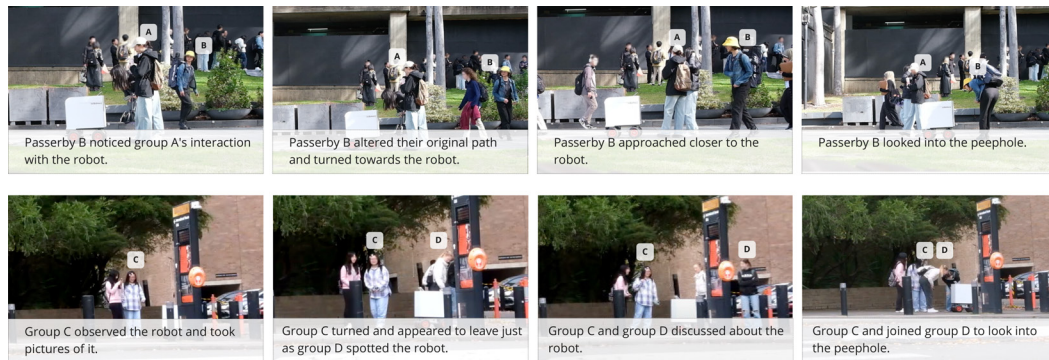 A
B
Passerby B noticed group A's interaction
with the robot.
A
B
Passerby B altered their original path
and turned towards the robot.
A
B
Passerby B approached closer to the
robot.
A
B
Passerby B looked into the peephole.
C
Group C observed the robot and took
pictures of it.
C
D
Group C turned and appeared to leave just
as group D spotted the robot.
C
D
Group C and group D discussed about the
robot.
C
D
Group C and joined group D to look into
the peephole.